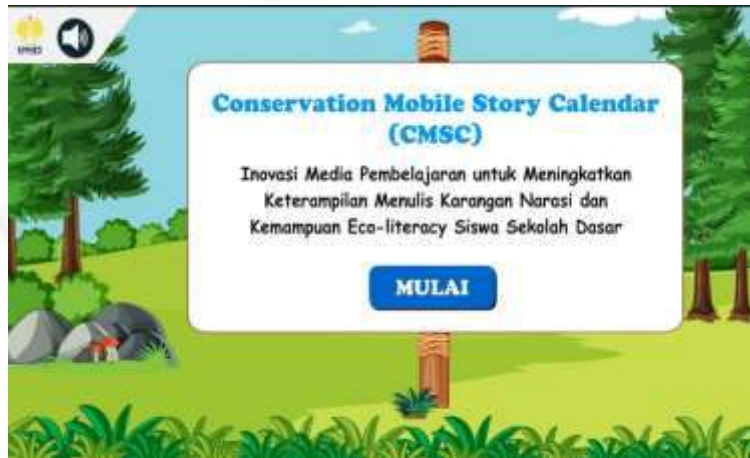 Conservation Mobile Story Calendar
(CMSC)
Inovasi Media Pembelajaran untuk Meningkatkan
Keterampilan Menulis Karangan Narasi dan
Kemampuan Eco-literacy Siswa Sekolah Dasar
MULAI